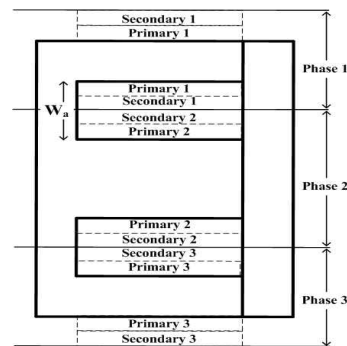 Secondary 1
Primary 1
Phase 1
Primary 1
Secondary 1
Wa
Secondary 2
Primary 2
Phase 2
Primary 2
Secondary 2
Secondary 3
Primary 3
Phase 3
Primary 3
Secondary 3